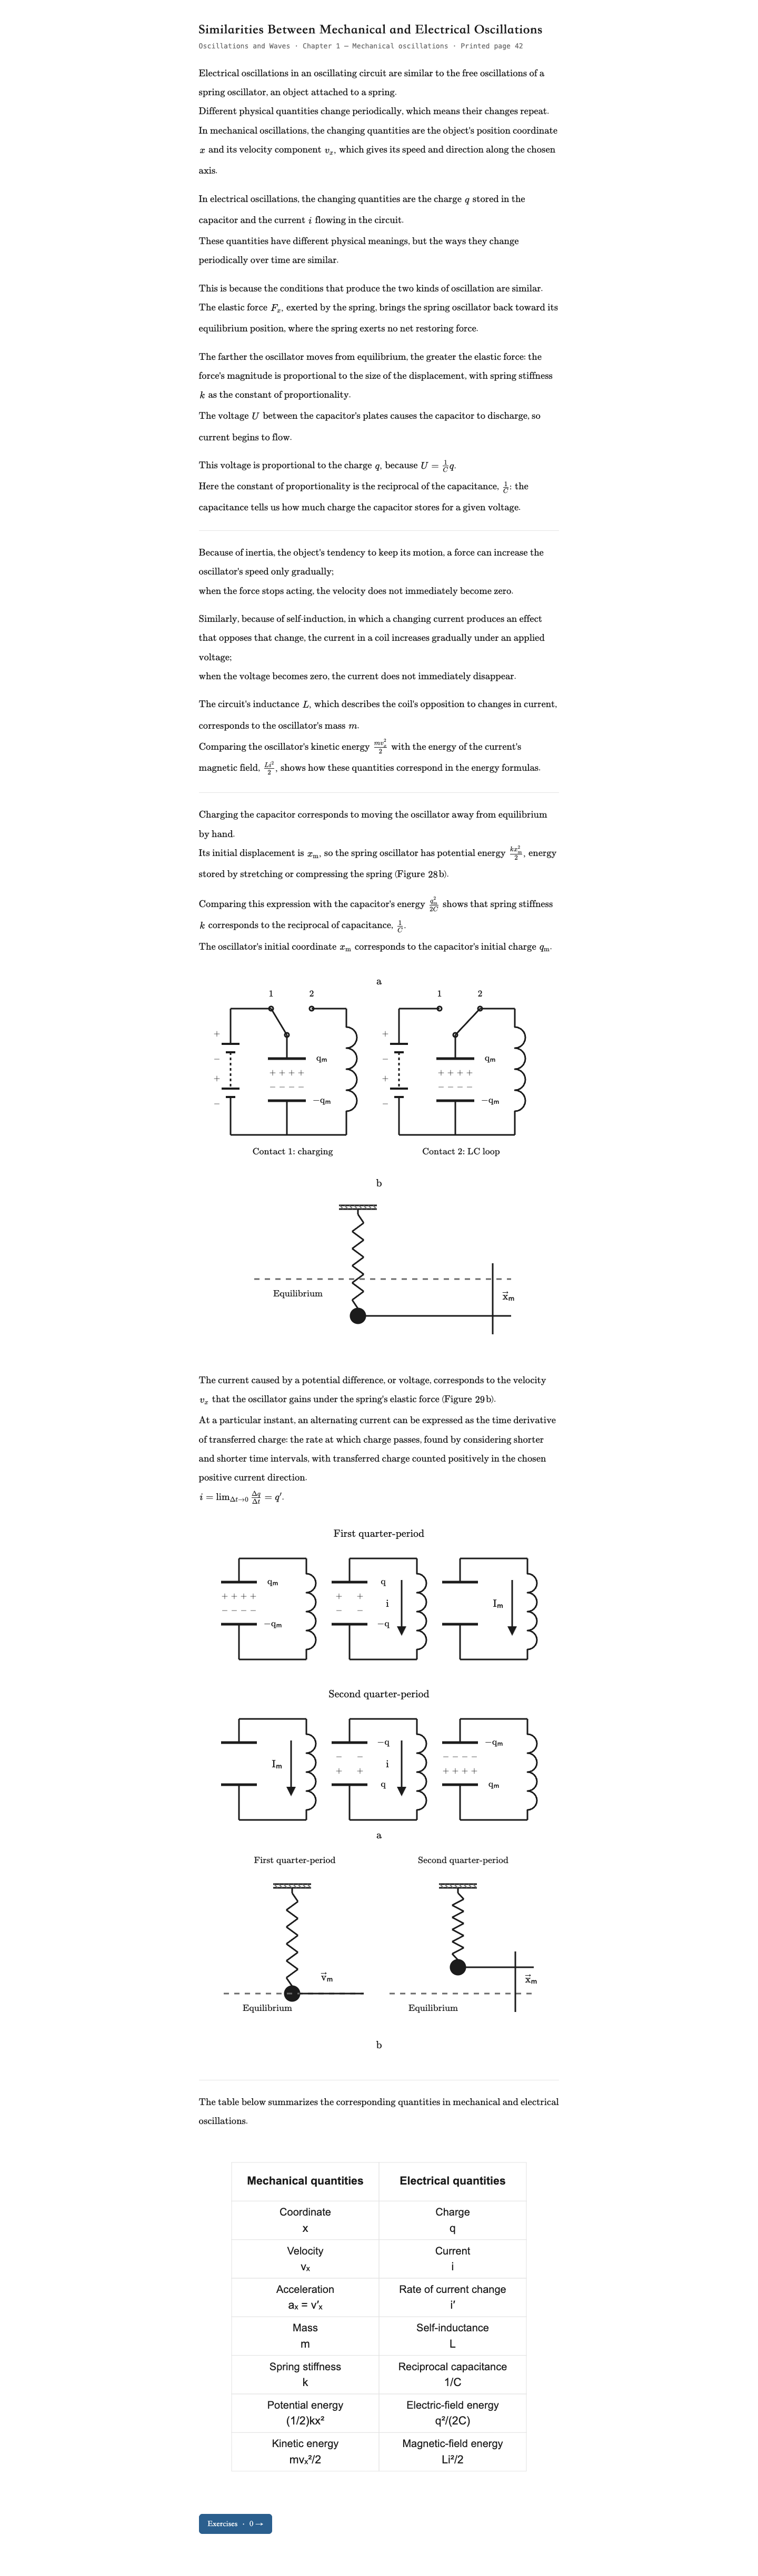 Similarities Between Mechanical and Electrical Oscillations
Oscillations and Waves · Chapter 1 — Mechanical oscillations · Printed page 42
Electrical oscillations in an oscillating circuit are similar to the free oscillations of a
spring oscillator, an object attached to a spring.
Different physical quantities change periodically, which means their changes repeat.
In mechanical oscillations, the changing quantities are the object's position coordinate
x and its velocity component vₓ, which gives its speed and direction along the chosen
axis.
In electrical oscillations, the changing quantities are the charge q stored in the
capacitor and the current i flowing in the circuit.
These quantities have different physical meanings, but the ways they change
periodically over time are similar.
This is because the conditions that produce the two kinds of oscillation are similar.
The elastic force Fₓ, exerted by the spring, brings the spring oscillator back toward its
equilibrium position, where the spring exerts no net restoring force.
The farther the oscillator moves from equilibrium, the greater the elastic force: the
force's magnitude is proportional to the size of the displacement, with spring stiffness
k as the constant of proportionality.
The voltage U between the capacitor's plates causes the capacitor to discharge, so
current begins to flow.
This voltage is proportional to the charge q, because U = 1/C q.
Here the constant of proportionality is the reciprocal of the capacitance, 1/C: the
capacitance tells us how much charge the capacitor stores for a given voltage.
Because of inertia, the object's tendency to keep its motion, a force can increase the
oscillator's speed only gradually;
when the force stops acting, the velocity does not immediately become zero.
Similarly, because of self-induction, in which a changing current produces an effect
that opposes that change, the current in a coil increases gradually under an applied
voltage;
when the voltage becomes zero, the current does not immediately disappear.
The circuit's inductance L, which describes the coil's opposition to changes in current,
corresponds to the oscillator's mass m.
Comparing the oscillator's kinetic energy mvₓ²/2 with the energy of the current's
magnetic field, Li²/2, shows how these quantities correspond in the energy formulas.
Charging the capacitor corresponds to moving the oscillator away from equilibrium
by hand.
Its initial displacement is xₘ, so the spring oscillator has potential energy kxₘ²/2, energy
stored by stretching or compressing the spring (Figure 28b).
Comparing this expression with the capacitor's energy qₘ²/2C shows that spring stiffness
k corresponds to the reciprocal of capacitance, 1/C.
The oscillator's initial coordinate xₘ corresponds to the capacitor's initial charge qₘ.
a
1 2 1 2
+ +
− qₘ − qₘ
+ + + + + + + +
+ − − − − + − − − −
− −qₘ − −qₘ
Contact 1: charging Contact 2: LC loop
b
Equilibrium x⃗ₘ
The current caused by a potential difference, or voltage, corresponds to the velocity
vₓ that the oscillator gains under the spring's elastic force (Figure 29b).
At a particular instant, an alternating current can be expressed as the time derivative
of transferred charge: the rate at which charge passes, found by considering shorter
and shorter time intervals, with transferred charge counted positively in the chosen
positive current direction.
i = lim_Δt→0 Δq/Δt = q′.
First quarter-period
qₘ q
+ + + + + + i Iₘ
− − − − − −
−qₘ −q
Second quarter-period
−q −qₘ
Iₘ − − i − − − −
+ + + + + +
q qₘ
a
First quarter-period Second quarter-period
v⃗ₘ x⃗ₘ
Equilibrium Equilibrium
b
The table below summarizes the corresponding quantities in mechanical and electrical
oscillations.
Mechanical quantities Electrical quantities
Coordinate Charge
x q
Velocity Current
vₓ i
Acceleration Rate of current change
aₓ = v′ₓ i′
Mass Self-inductance
m L
Spring stiffness Reciprocal capacitance
k 1/C
Potential energy Electric-field energy
(1/2)kx² q²/(2C)
Kinetic energy Magnetic-field energy
mvₓ²/2 Li²/2
Exercises · 0 →